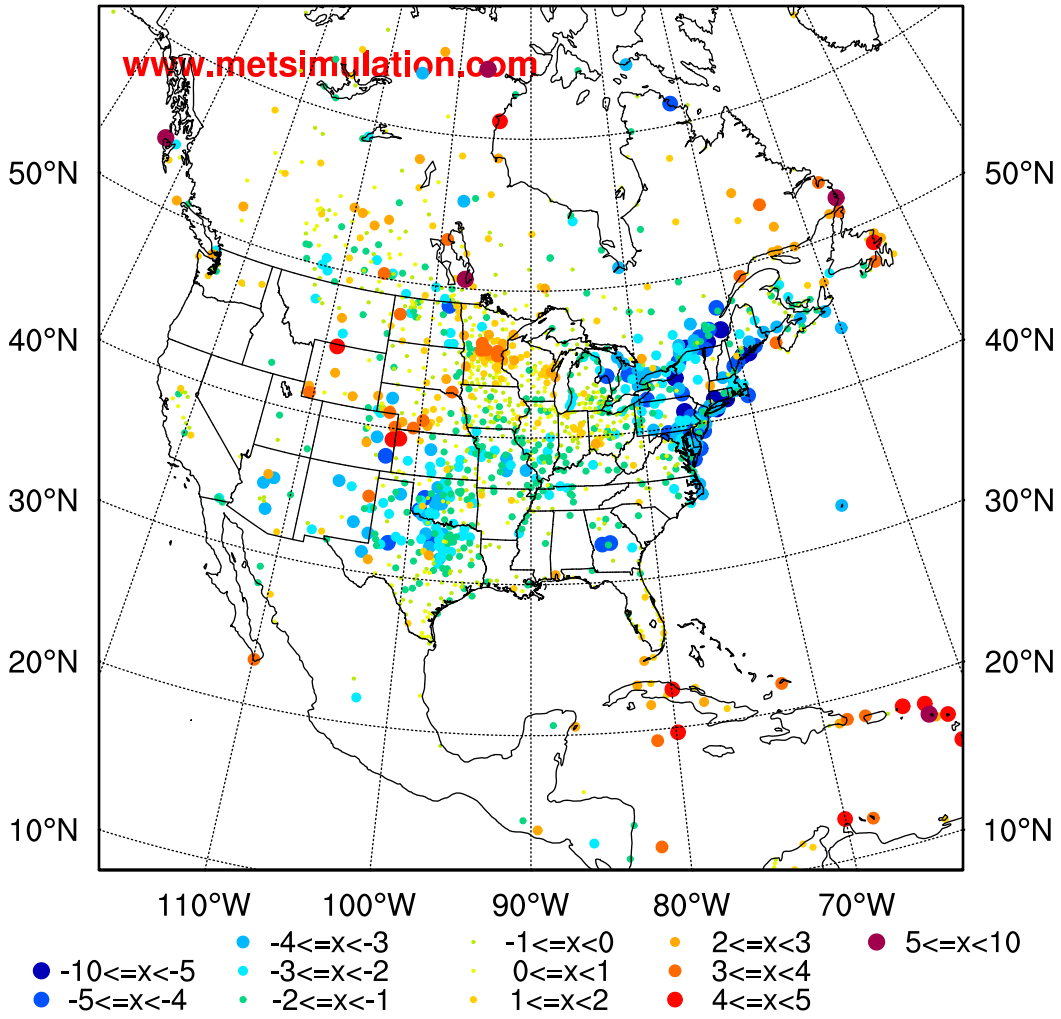 www.metsimulation.com
50°N 50°N
40°N 40°N
30°N 30°N
20°N 20°N
10°N 10°N
110°W 100°W 90°W 80°W 70°W
-4<=x<-3 -1<=x<0 2<=x<3 5<=x<10
-10<=x<-5 -3<=x<-2 0<=x<1 3<=x<4
-5<=x<-4 -2<=x<-1 1<=x<2 4<=x<5